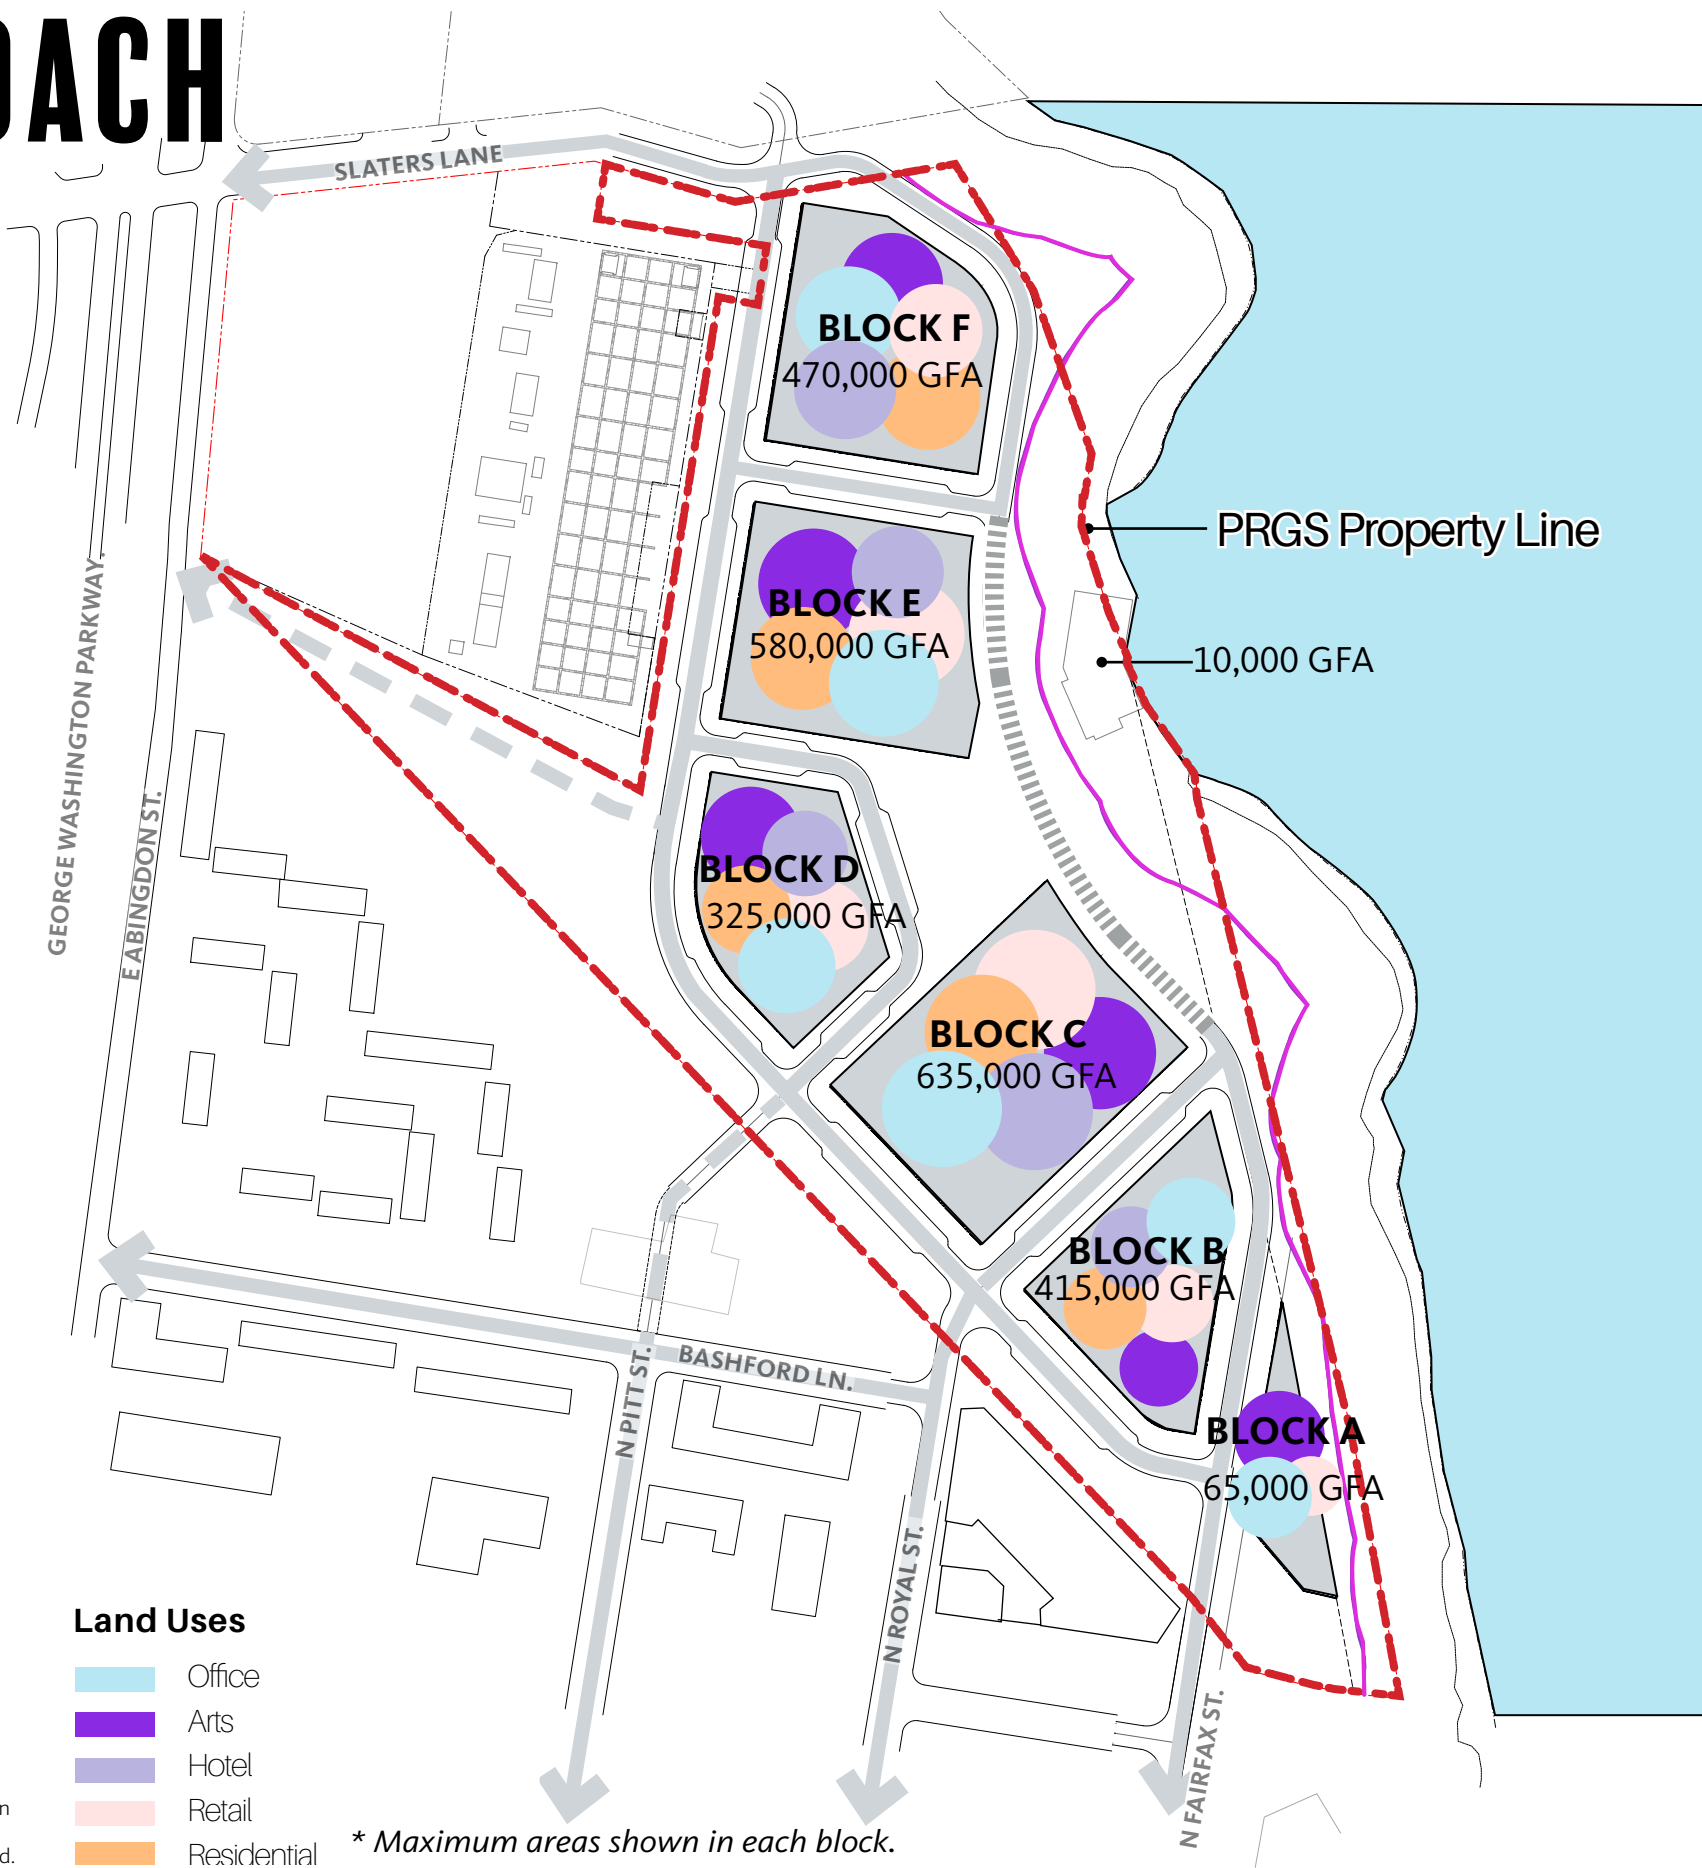 OACH
SLATERS LANE
BLOCK F
470,000 GFA
PRGS Property Line
BLOCK E
580,000 GFA
10,000 GFA
GEORGE WASHINGTON PARKWAY.
E ABINGDON ST.
BLOCK D
325,000 GFA
BLOCK C
635,000 GFA
BLOCK B
415,000 GFA
BASHFORD LN.
N PITT ST.
BLOCK A
65,000 GFA
N ROYAL ST.
N FAIRFAX ST.
Land Uses
Office
Arts
Hotel
Retail
Residential
n
d.
* Maximum areas shown in each block.